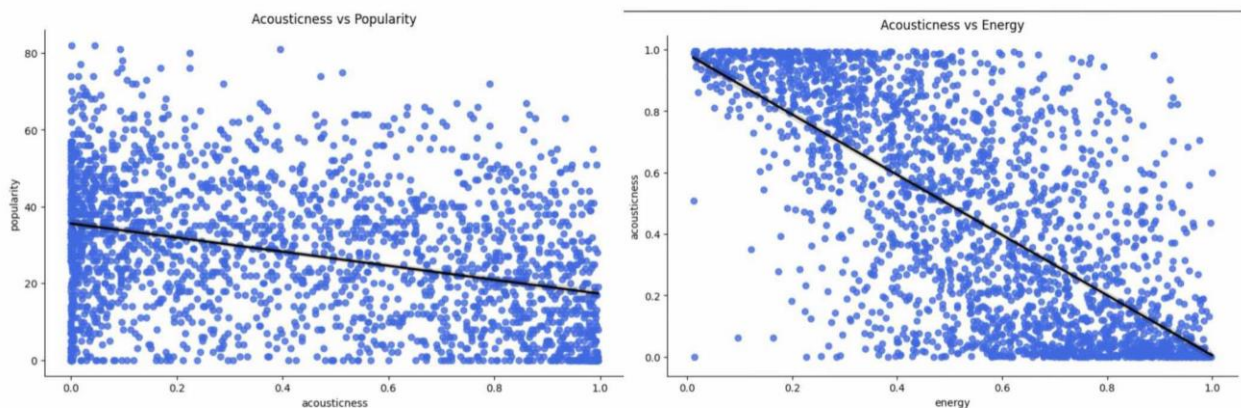 Acousticness vs Popularity
80
60
40
20
0
popularity
0.0 0.2 0.4 0.6 0.8 1.0
acousticness
Acousticness vs Energy
1.0
0.8
0.6
0.4
0.2
0.0
acousticness
0.0 0.2 0.4 0.6 0.8 1.0
energy